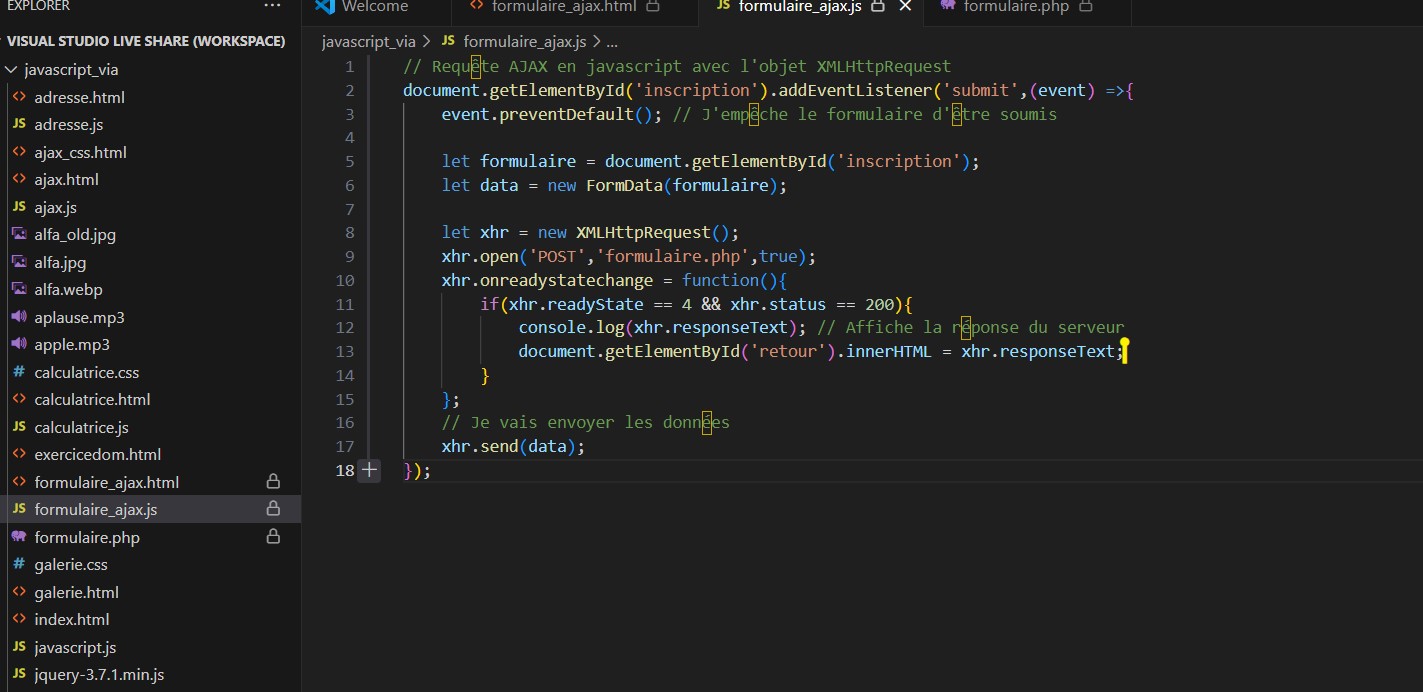 EXPLORER ...
VISUAL STUDIO LIVE SHARE (WORKSPACE)
javascript_via
adresse.html
JS adresse.js
ajax_css.html
ajax.html
JS ajax.js
alfa_old.jpg
alfa.jpg
alfa.webp
aplause.mp3
apple.mp3
# calculatrice.css
calculatrice.html
JS calculatrice.js
exercicedom.html
formulaire_ajax.html
JS formulaire_ajax.js
formulaire.php
# galerie.css
galerie.html
index.html
JS javascript.js
JS jquery-3.7.1.min.js
Welcome
formulaire_ajax.html
JS formulaire_ajax.js
formulaire.php
javascript_via > JS formulaire_ajax.js > ...
1 // Requête AJAX en javascript avec l'objet XMLHttpRequest
2 document.getElementById('inscription').addEventListener('submit',(event) =>{
3 event.preventDefault(); // J'empêche le formulaire d'être soumis
4
5 let formulaire = document.getElementById('inscription');
6 let data = new FormData(formulaire);
7
8 let xhr = new XMLHttpRequest();
9 xhr.open('POST','formulaire.php',true);
10 xhr.onreadystatechange = function(){
11 if(xhr.readyState == 4 && xhr.status == 200){
12 console.log(xhr.responseText); // Affiche la réponse du serveur
13 document.getElementById('retour').innerHTML = xhr.responseText;
14 }
15 };
16 // Je vais envoyer les données
17 xhr.send(data);
18 });